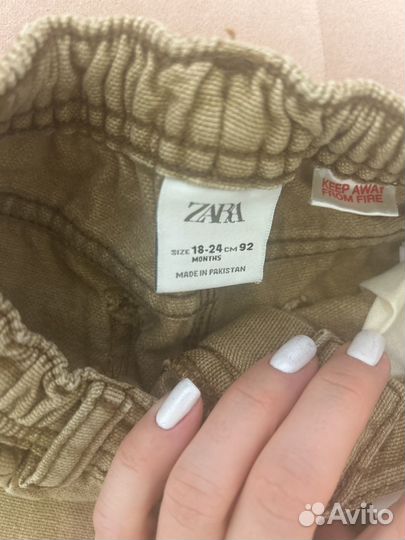 ZARA
SIZE 18-24 CM 92
MONTHS
MADE IN PAKISTAN
KEEP AWAY
FROM FIRE
Avito